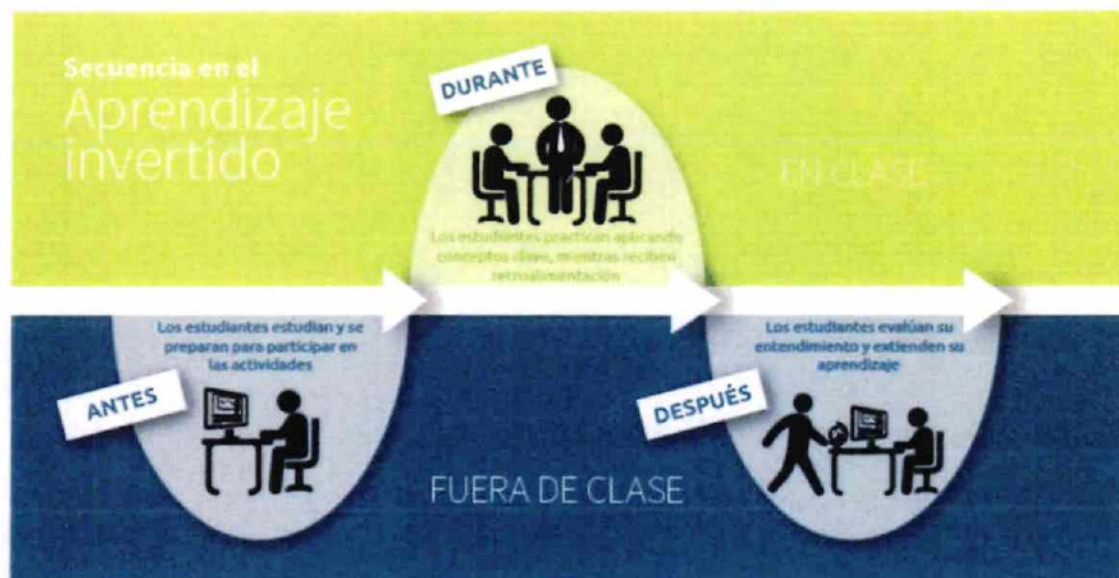 Secuencia en el
Aprendizaje
invertido
DURANTE
EN CLASE
Los estudiantes practican aplicando
conceptos clave, mientras reciben
retroalimentación
Los estudiantes estudian y se
preparan para participar en
las actividades
ANTES
Los estudiantes evalúan su
entendimiento y extienden su
aprendizaje
DESPUÉS
FUERA DE CLASE